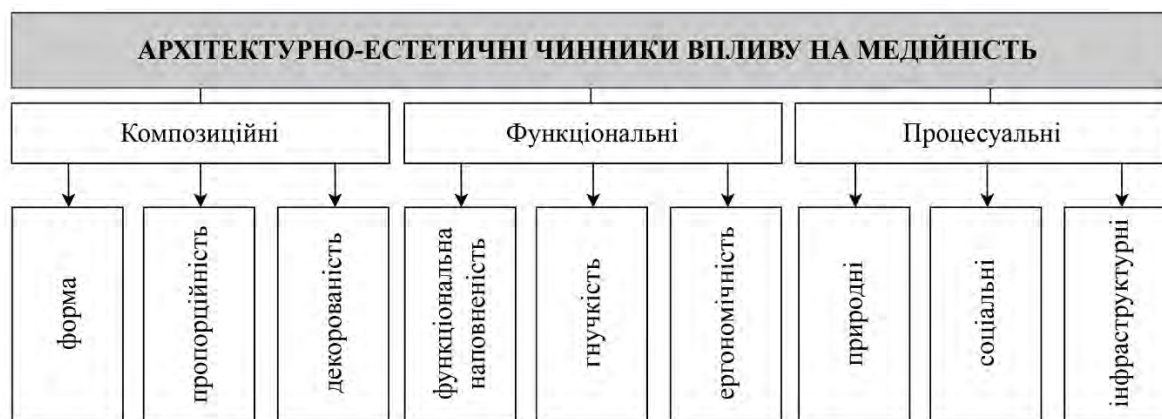 АРХІТЕКТУРНО-ЕСТЕТИЧНІ ЧИННИКИ ВПЛИВУ НА МЕДІЙНІСТЬ
Композиційні
Функціональні
Процесуальні
форма
пропорційність
декорованість
функціональна
наповненість
гнучкість
ергономічність
природні
соціальні
інфраструктурні